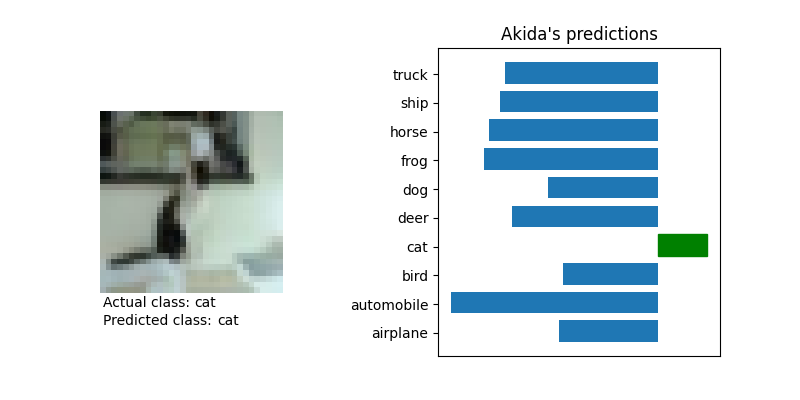 Akida's predictions
truck
ship
horse
frog
dog
deer
cat
bird
automobile
airplane
Actual class: cat
Predicted class: cat